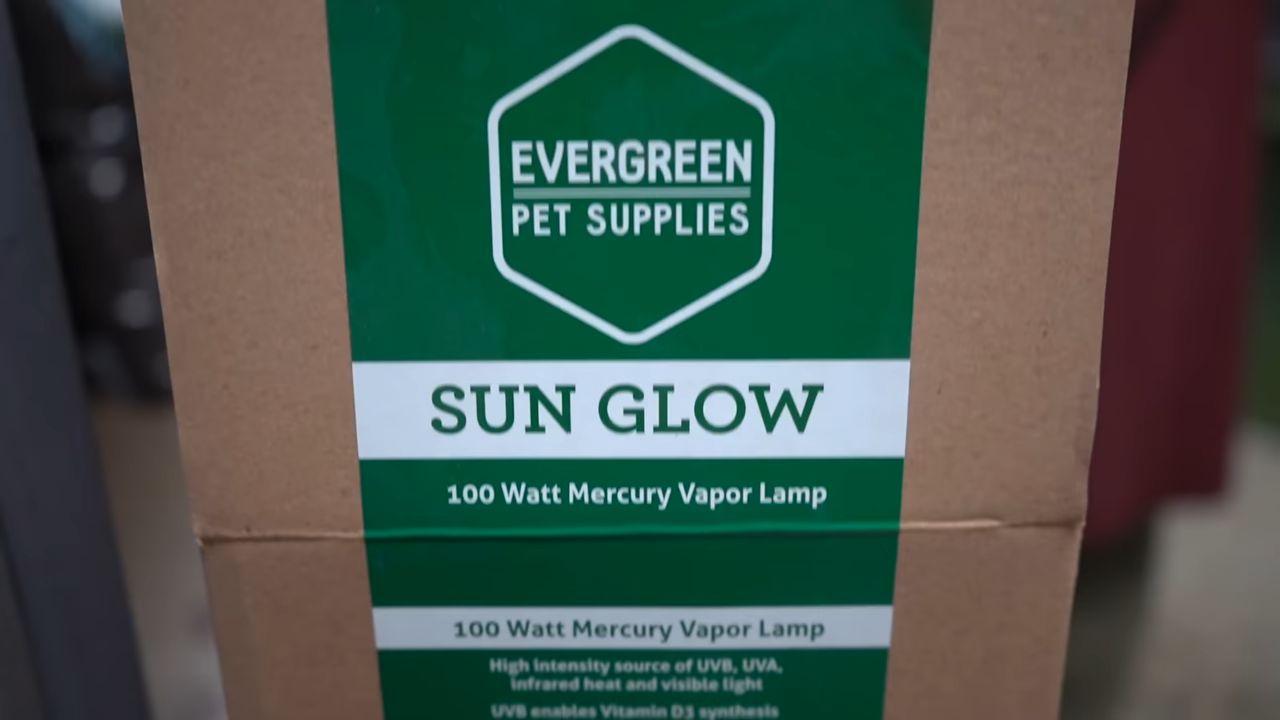 EVERGREEN
PET SUPPLIES
SUN GLOW
100 Watt Mercury Vapor Lamp
100 Watt Mercury Vapor Lamp
High intensity source of UVB, UVA,
infrared heat and visible light
UVB enables Vitamin D3 synthesis